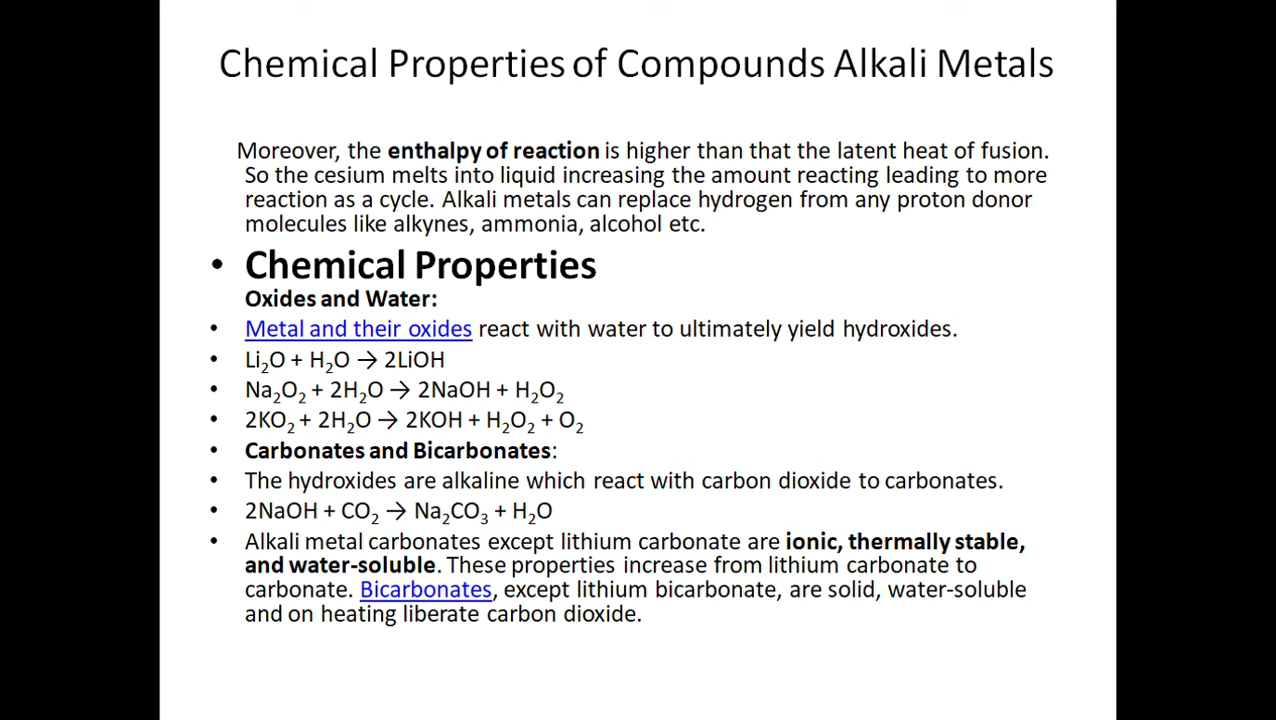 Chemical Properties of Compounds Alkali Metals
Moreover, the enthalpy of reaction is higher than that the latent heat of fusion.
So the cesium melts into liquid increasing the amount reacting leading to more
reaction as a cycle. Alkali metals can replace hydrogen from any proton donor
molecules like alkynes, ammonia, alcohol etc.
• Chemical Properties
Oxides and Water:
• Metal and their oxides react with water to ultimately yield hydroxides.
• Li₂O + H₂O → 2LiOH
• Na₂O₂ + 2H₂O → 2NaOH + H₂O₂
• 2KO₂ + 2H₂O → 2KOH + H₂O₂ + O₂
• Carbonates and Bicarbonates:
• The hydroxides are alkaline which react with carbon dioxide to carbonates.
• 2NaOH + CO₂ → Na₂CO₃ + H₂O
• Alkali metal carbonates except lithium carbonate are ionic, thermally stable,
and water-soluble. These properties increase from lithium carbonate to
carbonate. Bicarbonates, except lithium bicarbonate, are solid, water-soluble
and on heating liberate carbon dioxide.